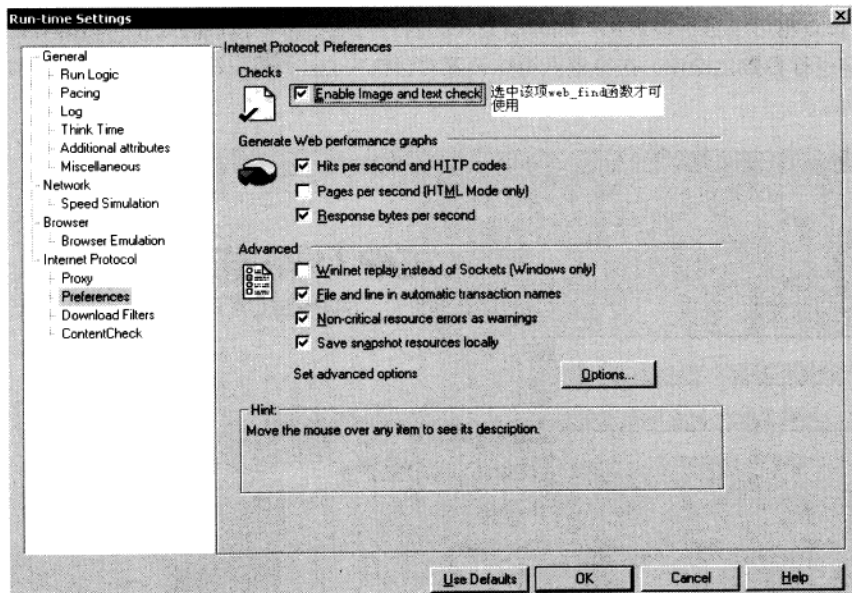 Run-time Settings
General
Run Logic
Pacing
Log
Think Time
Additional attributes
Miscellaneous
Network
Speed Simulation
Browser
Browser Emulation
Internet Protocol
Proxy
Preferences
Download Filters
ContentCheck
Internet Protocol: Preferences
Checks
Enable Image and text check
选中该项web_find函数才可
使用
Generate Web performance graphs
Hits per second and HTTP codes
Pages per second (HTML Mode only)
Response bytes per second
Advanced
WinInet replay instead of Sockets (Windows only)
File and line in automatic transaction names
Non-critical resource errors as warnings
Save snapshot resources locally
Set advanced options
Options...
Hint:
Move the mouse over any item to see its description.
Use Defaults
OK
Cancel
Help